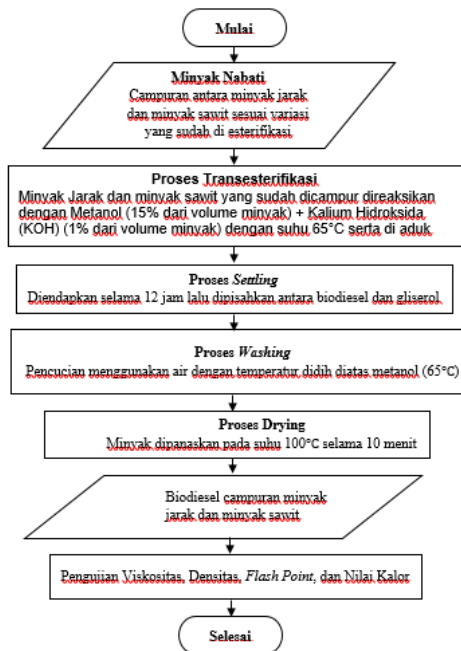 Mulai
Minyak Nabati
Campuran antara minyak jarak
dan minyak sawit sesuai variasi
yang sudah di esterifikasi
Proses Transesterifikasi
Minyak Jarak dan minyak sawit yang sudah dicampur direaksikan
dengan Metanol (15% dari volume minyak) + Kalium Hidroksida
(KOH) (1% dari volume minyak) dengan suhu 65°C serta di aduk
Proses Settling
Diendapkan selama 12 jam lalu dipisahkan antara biodiesel dan gliserol
Proses Washing
Pencucian menggunakan air dengan temperatur didih diatas metanol (65°C)
Proses Drying
Minyak dipanaskan pada suhu 100°C selama 10 menit
Biodiesel campuran minyak
jarak dan minyak sawit
Pengujian Viskositas, Densitas, Flash Point, dan Nilai Kalor
Selesai